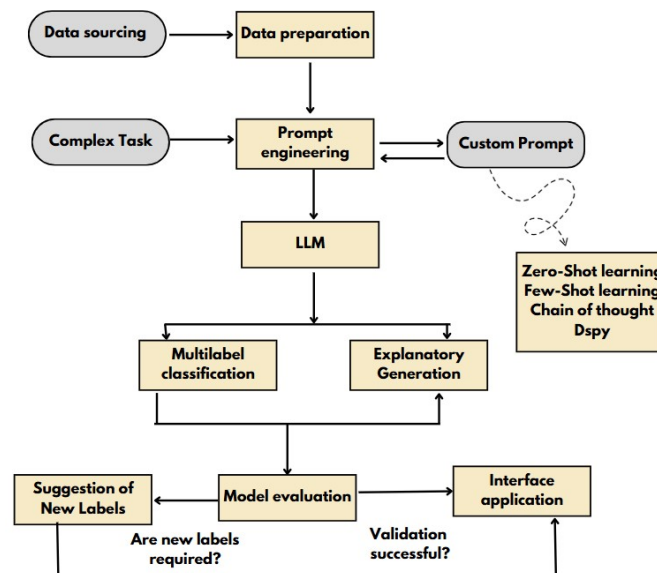 Data sourcing
Data preparation
Complex Task
Prompt
engineering
Custom Prompt
LLM
Zero-Shot learning
Few-Shot learning
Chain of thought
Dspy
Multilabel
classification
Explanatory
Generation
Suggestion of
New Labels
Model evaluation
Interface
application
Are new labels
required?
Validation
successful?